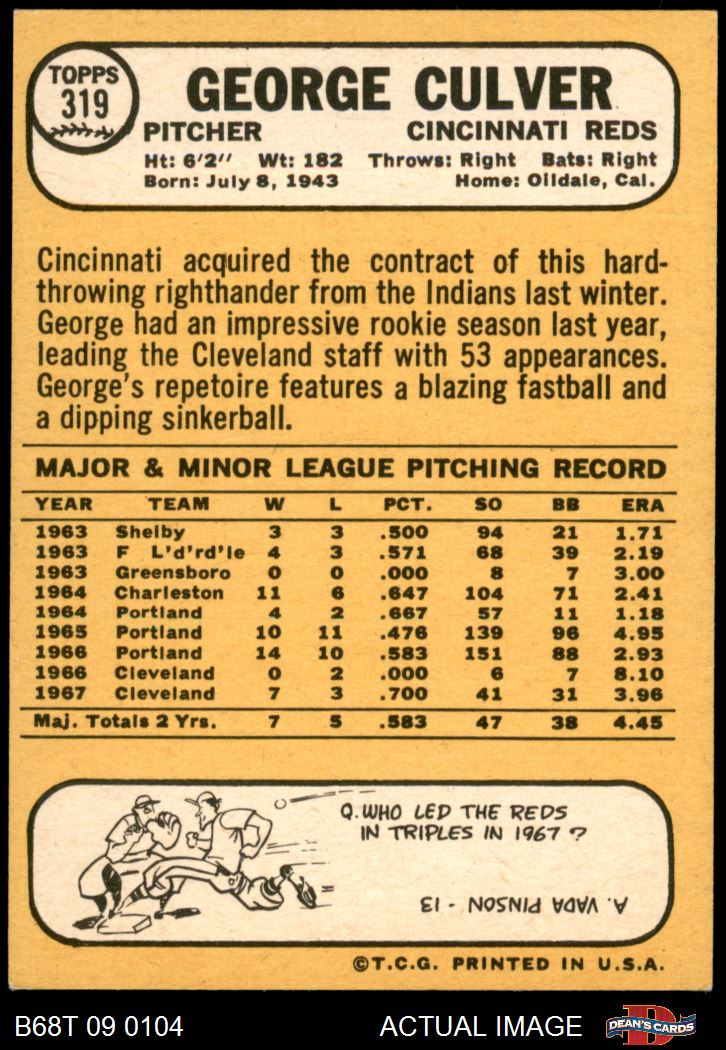 TOPPS
319
GEORGE CULVER
PITCHER CINCINNATI REDS
Ht: 6'2" Wt: 182 Throws: Right Bats: Right
Born: July 8, 1943 Home: Oildale, Cal.
Cincinnati acquired the contract of this hard-
throwing righthander from the Indians last winter.
George had an impressive rookie season last year,
leading the Cleveland staff with 53 appearances.
George's repetoire features a blazing fastball and
a dipping sinkerball.
MAJOR & MINOR LEAGUE PITCHING RECORD
YEAR TEAM W L PCT. SO BB ERA
1963 Shelby 3 3 .500 94 21 1.71
1963 F L'd'rd'le 4 3 .571 68 39 2.19
1963 Greensboro 0 0 .000 8 7 3.00
1964 Charleston 11 6 .647 104 71 2.41
1964 Portland 4 2 .667 57 11 1.18
1965 Portland 10 11 .476 139 96 4.95
1966 Portland 14 10 .583 151 88 2.93
1966 Cleveland 0 2 .000 6 7 8.10
1967 Cleveland 7 3 .700 41 31 3.96
Maj. Totals 2 Yrs. 7 5 .583 47 38 4.45
Q. WHO LED THE REDS
IN TRIPLES IN 1967?
A. VADA PINSON - 13
©T.C.G. PRINTED IN U.S.A.
B68T 09 0104 ACTUAL IMAGE DEAN'S CARDS